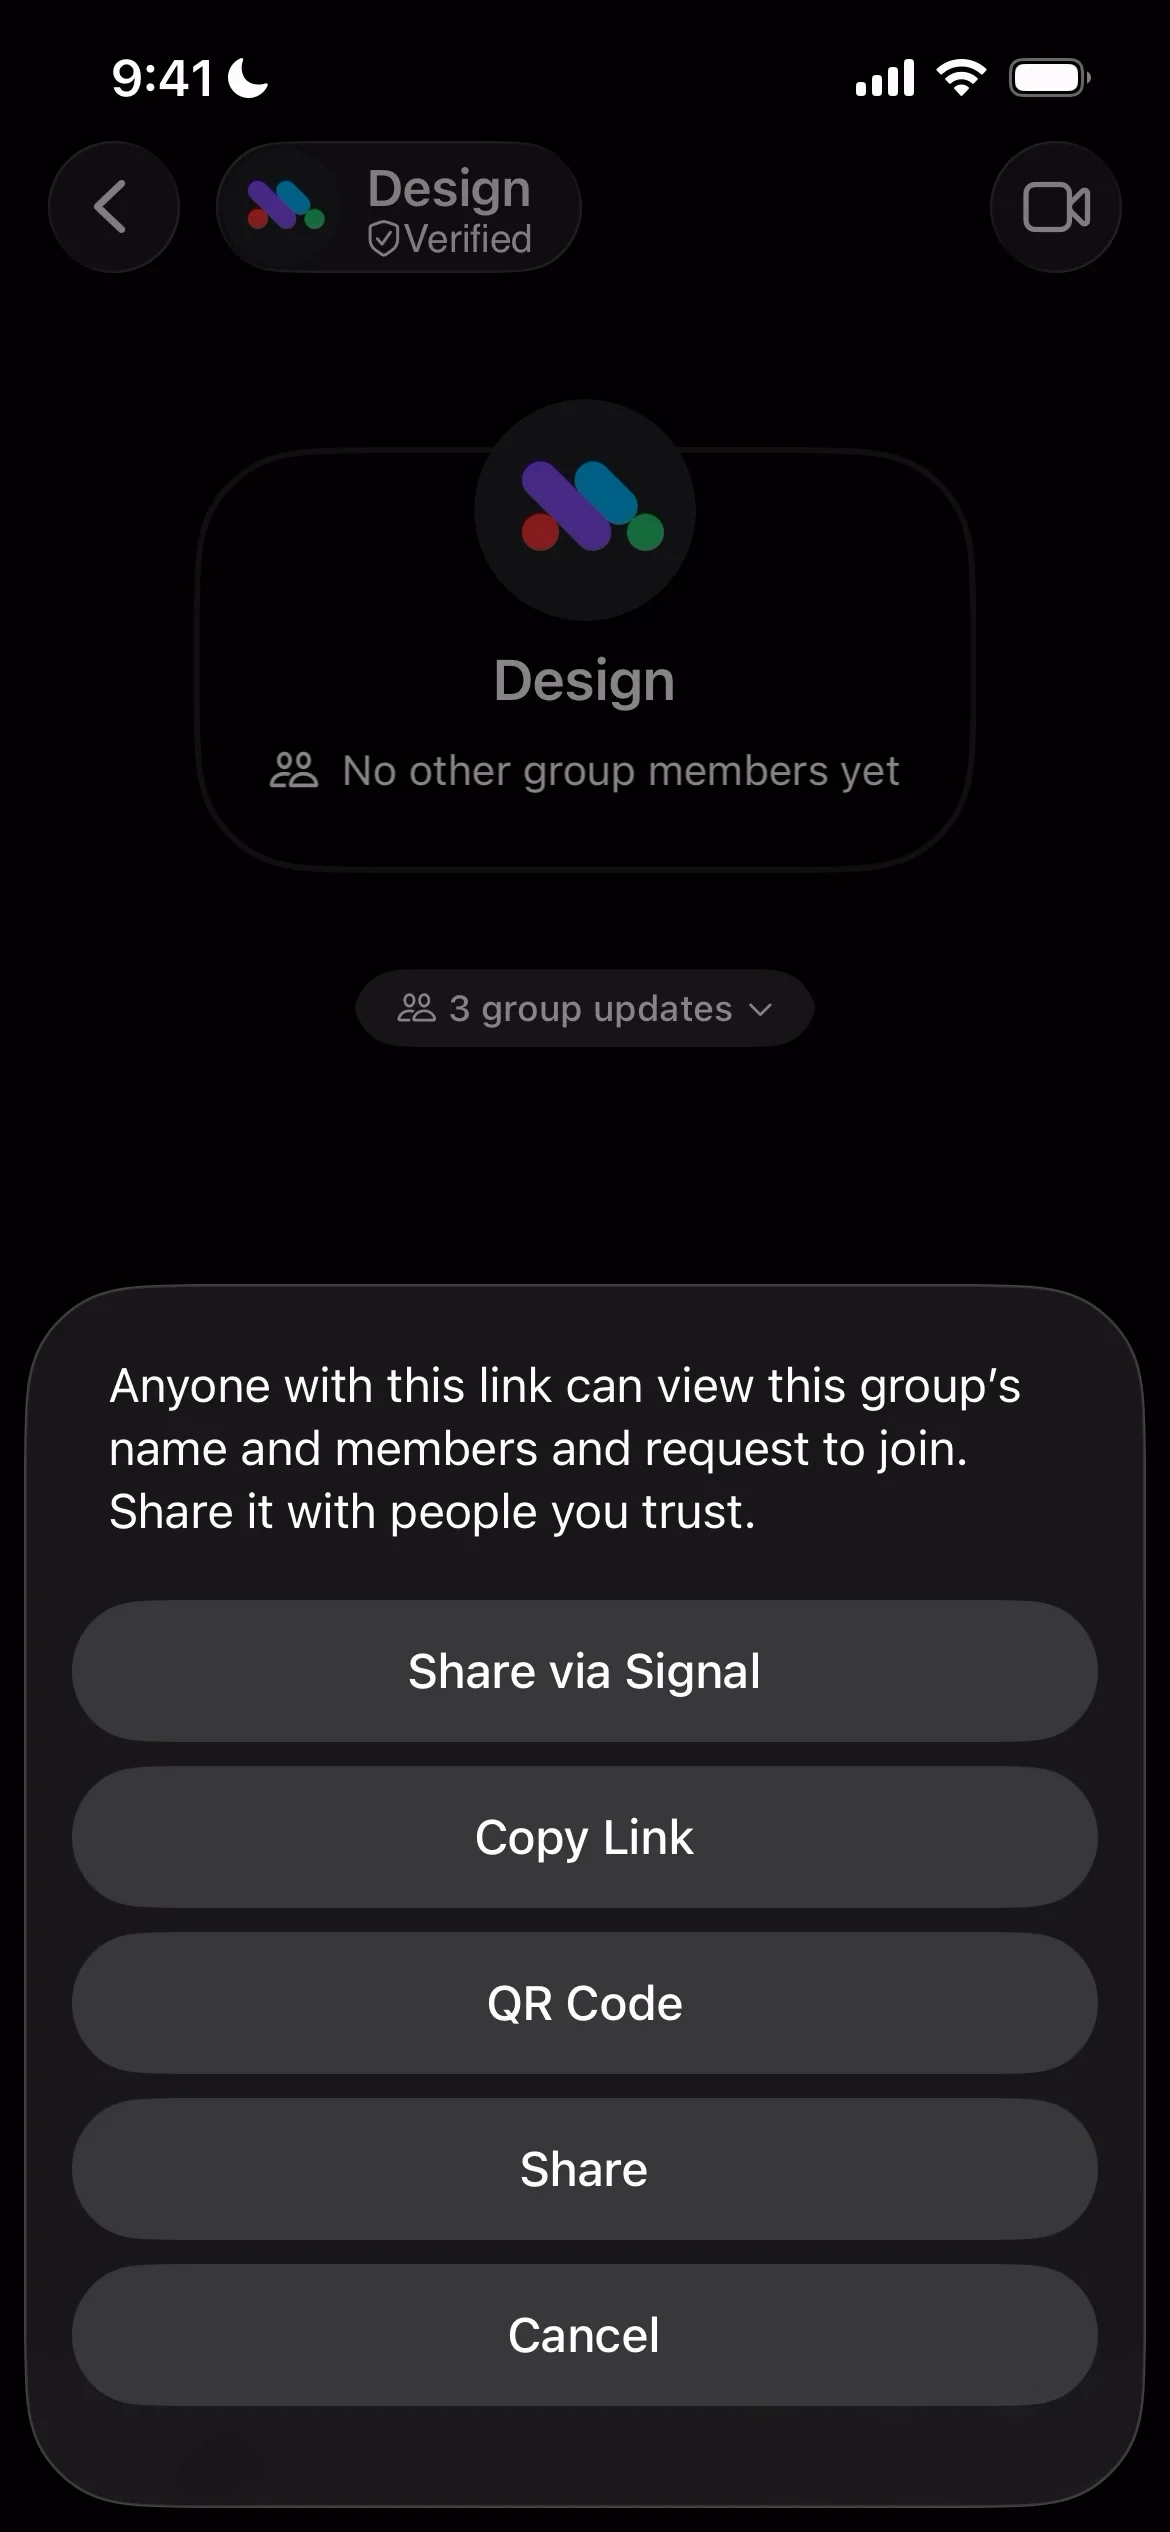 9:41
Design
Verified
Design
No other group members yet
3 group updates
Anyone with this link can view this group’s
name and members and request to join.
Share it with people you trust.
Share via Signal
Copy Link
QR Code
Share
Cancel